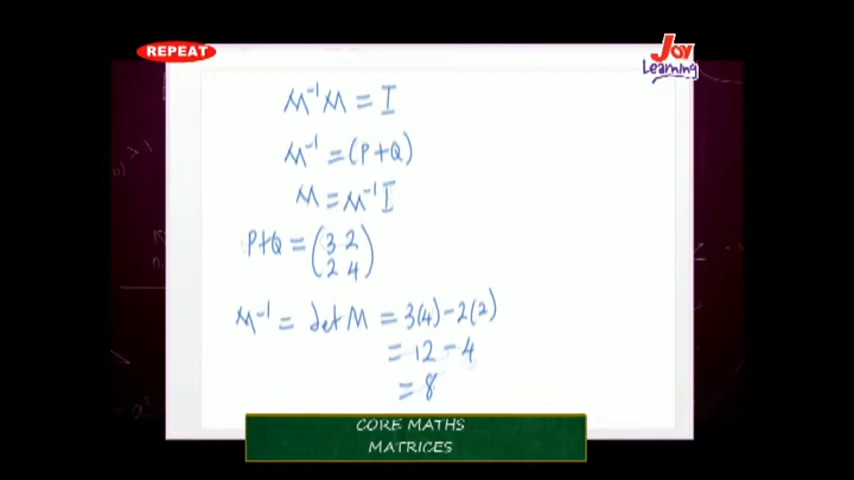 REPEAT
Joy
Learning
M⁻¹M = I
M⁻¹ = (P+Q)
M = M⁻¹I
P+Q = (3 2
2 4)
M⁻¹ = det M = 3(4) - 2(2)
= 12 - 4
= 8
CORE MATHS
MATRICES